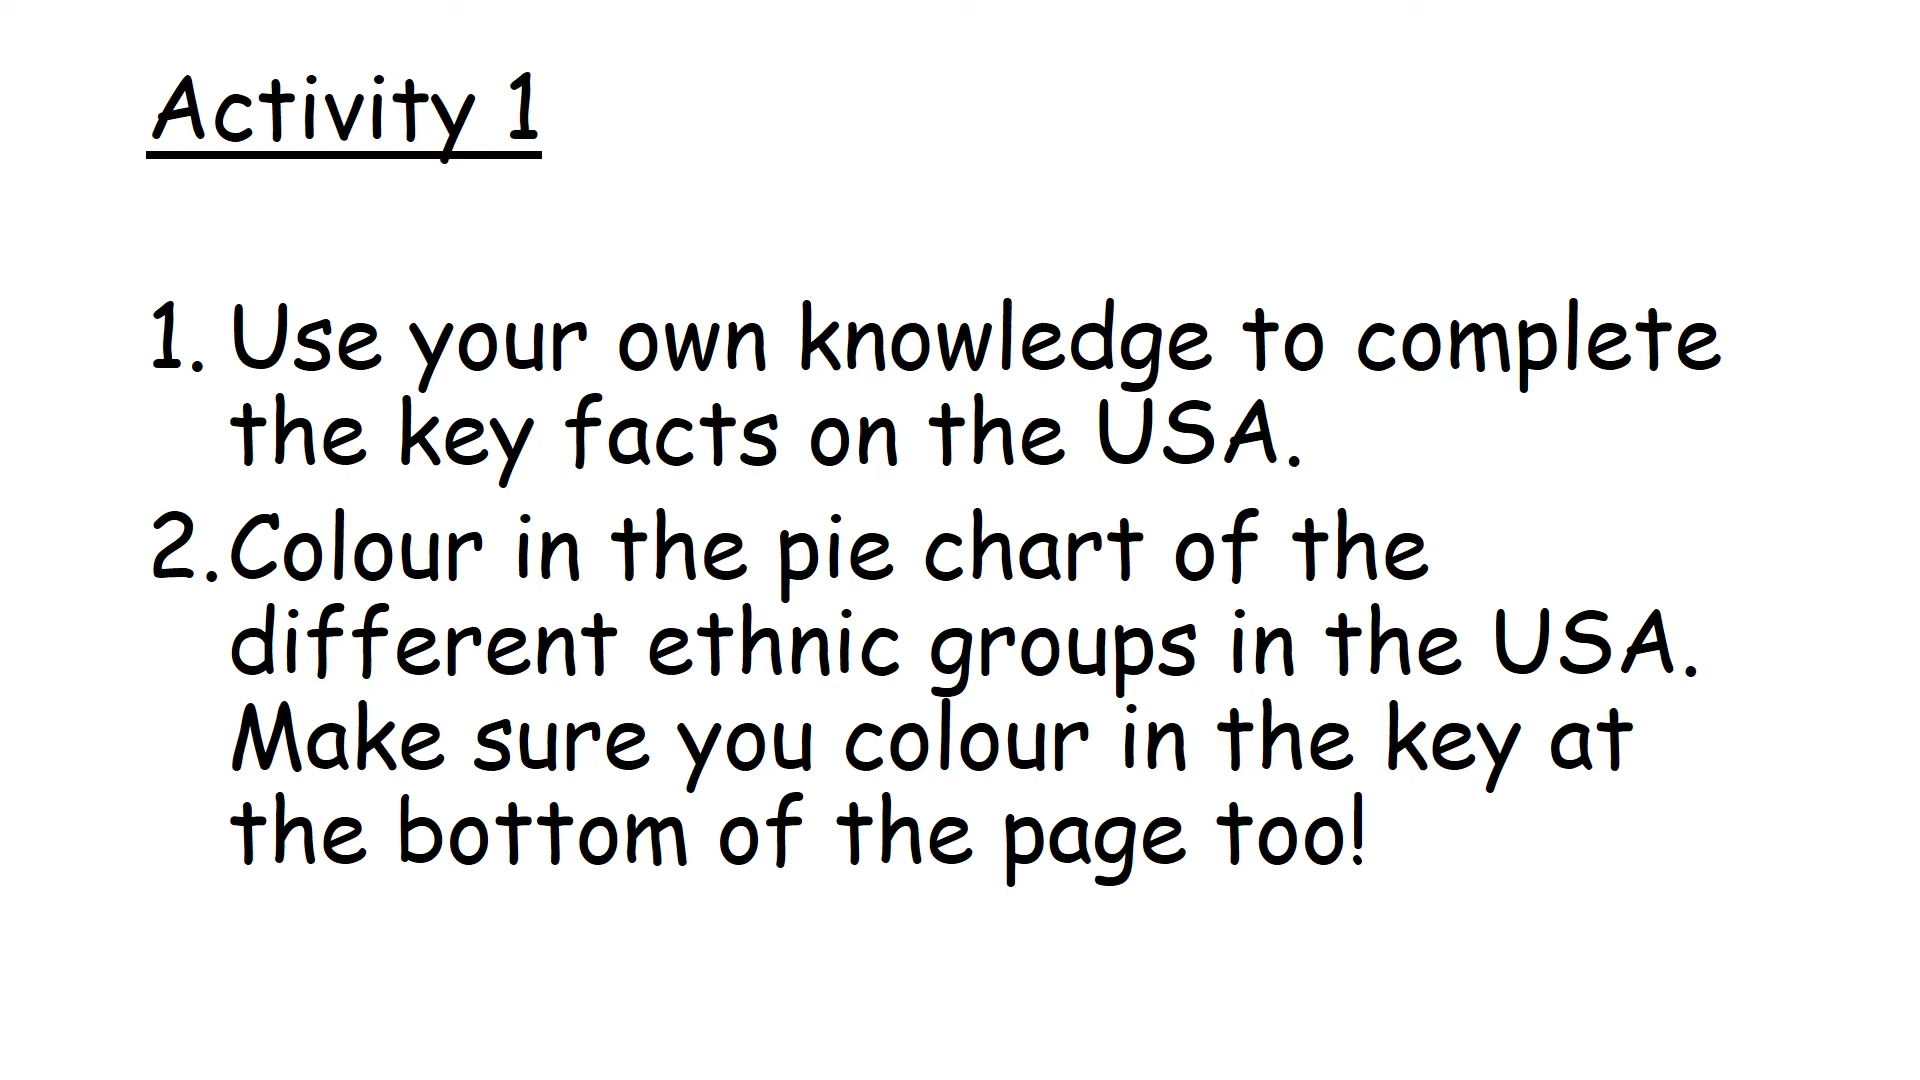 Activity 1
1. Use your own knowledge to complete
the key facts on the USA.
2. Colour in the pie chart of the
different ethnic groups in the USA.
Make sure you colour in the key at
the bottom of the page too!